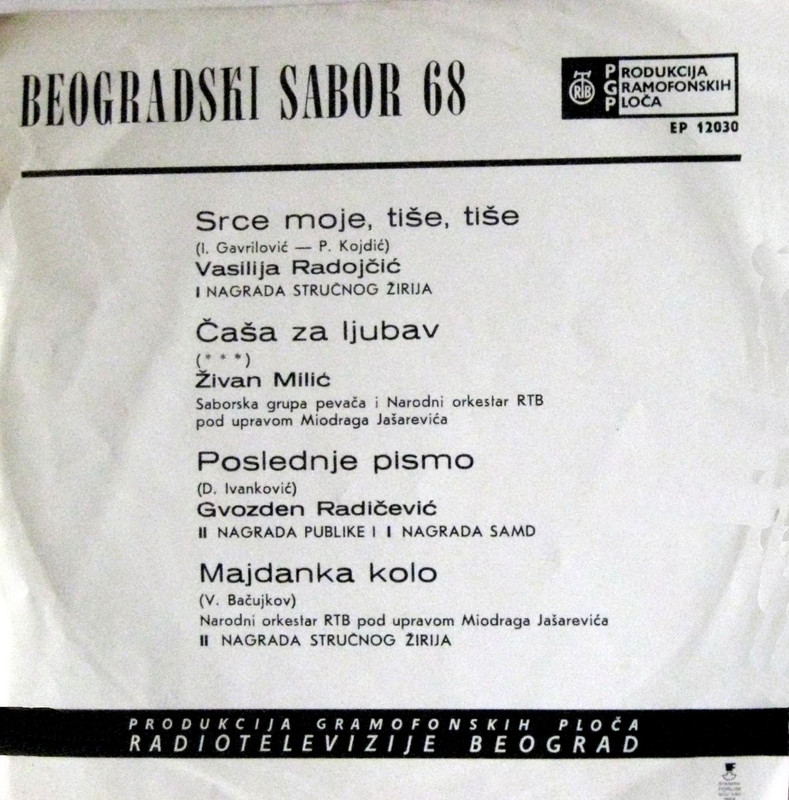 BEOGRADSKI SABOR 68
RTB
PRODUKCIJA
GRAMOFONSKIH
PLOČA
EP 12030
Srce moje, tiše, tiše
(I. Gavrilović — P. Kojdić)
Vasilija Radojčić
I NAGRADA STRUČNOG ŽIRIJA
Čaša za ljubav
(* * *)
Živan Milić
Saborska grupa pevača i Narodni orkestar RTB
pod upravom Miodraga Jašarevića
Poslednje pismo
(D. Ivanković)
Gvozden Radičević
II NAGRADA PUBLIKE I I NAGRADA SAMD
Majdanka kolo
(V. Bačujkov)
Narodni orkestar RTB pod upravom Miodraga Jašarevića
II NAGRADA STRUČNOG ŽIRIJA
PRODUKCIJA GRAMOFONSKIH PLOČA
RADIOTELEVIZIJE BEOGRAD